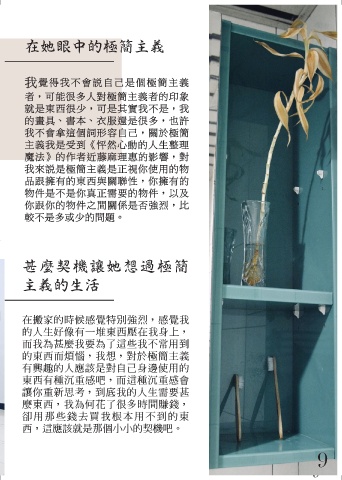 在她眼中的極簡主義
我覺得我不會說自己是個極簡主義
者，可能很多人對極簡主義者的印象
就是東西很少，可是其實我不是，我
的畫具、書本、衣服還是很多，也許
我不會拿這個詞形容自己，關於極簡
主義我是受到《怦然心動的人生整理
魔法》的作者近藤麻理惠的影響，對
我來說是極簡主義是正視你使用的物
品跟擁有的東西與關聯性，你擁有的
物件是不是你真正需要的物件，以及
你跟你的物件之間關係是否強烈，比
較不是多或少的問題。
甚麼契機讓她想過極簡
主義的生活
在搬家的時候感覺特別強烈，感覺我
的人生好像有一堆東西壓在我身上，
而我為甚麼我要為了這些我不常用到
的東西而煩惱，我想，對於極簡主義
有興趣的人應該是對自己身邊使用的
東西有種沉重感吧，而這種沉重感會
讓你重新思考，到底我的人生需要甚
麼東西，我為何花了很多時間賺錢，
卻用那些錢去買我根本用不到的東
西，這應該就是那個小小的契機吧。
9